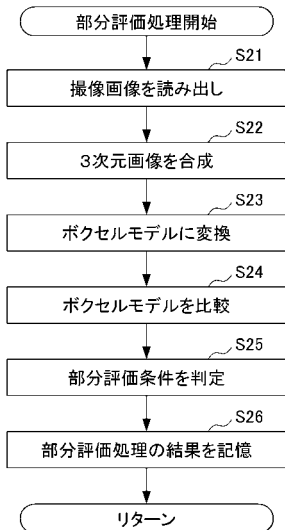 部分評価処理開始
S21
撮像画像を読み出し
S22
3次元画像を合成
S23
ボクセルモデルに変換
S24
ボクセルモデルを比較
S25
部分評価条件を判定
S26
部分評価処理の結果を記憶
リターン